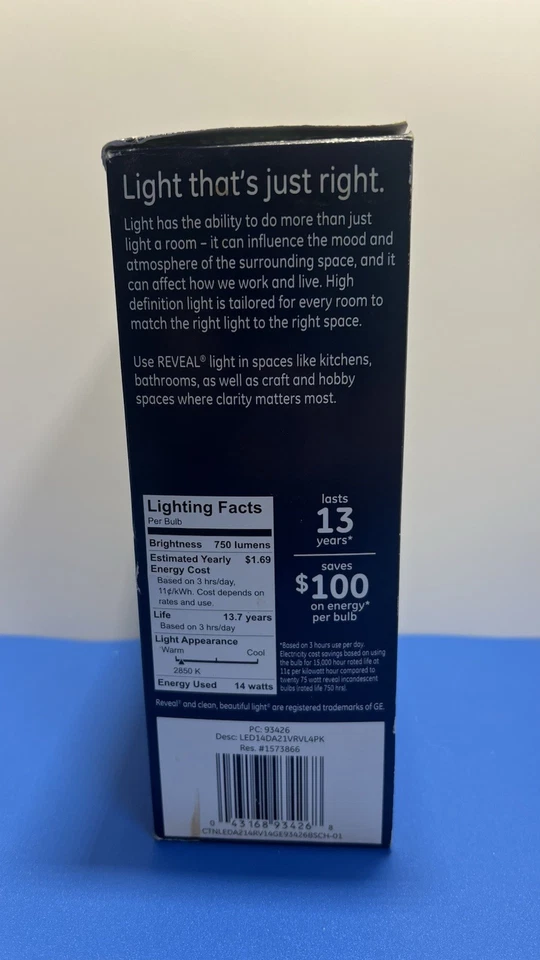 Light that's just right.
Light has the ability to do more than just
light a room – it can influence the mood and
atmosphere of the surrounding space, and it
can affect how we work and live. High
definition light is tailored for every room to
match the right light to the right space.
Use REVEAL® light in spaces like kitchens,
bathrooms, as well as craft and hobby
spaces where clarity matters most.
Lighting Facts
Per Bulb
Brightness 750 lumens
Estimated Yearly $1.69
Energy Cost
Based on 3 hrs/day,
11¢/kWh. Cost depends on
rates and use.
Life 13.7 years
Based on 3 hrs/day
Light Appearance
Warm Cool
2850 K
Energy Used 14 watts
lasts
13
years*
saves
$100
on energy*
per bulb
*Based on 3 hours use per day.
Electricity cost savings based on using
the bulb for 15,000 hour rated life at
11¢ per kilowatt hour compared to
twenty 75 watt reveal incandescent
bulbs (rated life 750 hrs).
Reveal® and clean, beautiful light® are registered trademarks of GE.
PC: 93426
Desc: LED14DA21VRVL4PK
Res. #1573866
0 43168 93426 8
CTNLEDA214RV14GE93426BSCH-01